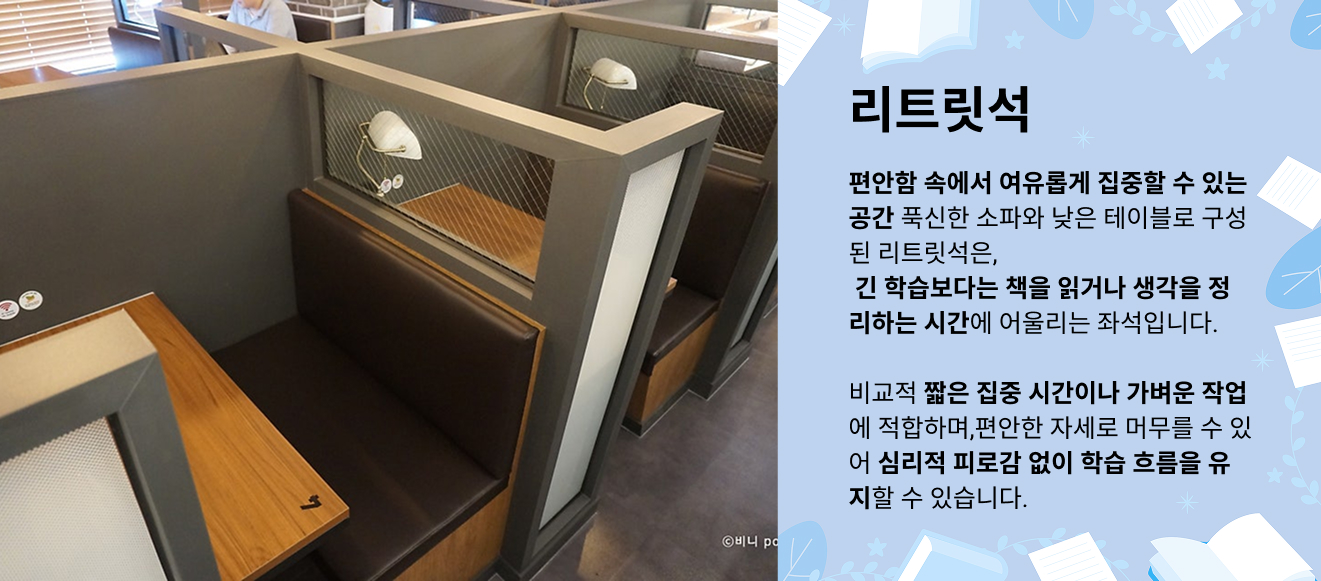 리트릿석
편안함 속에서 여유롭게 집중할 수 있는
공간 푹신한 소파와 낮은 테이블로 구성
된 리트릿석은,
긴 학습보다는 책을 읽거나 생각을 정
리하는 시간에 어울리는 좌석입니다.
비교적 짧은 집중 시간이나 가벼운 작업
에 적합하며,편안한 자세로 머무를 수 있
어 심리적 피로감 없이 학습 흐름을 유
지할 수 있습니다.
©비니 po